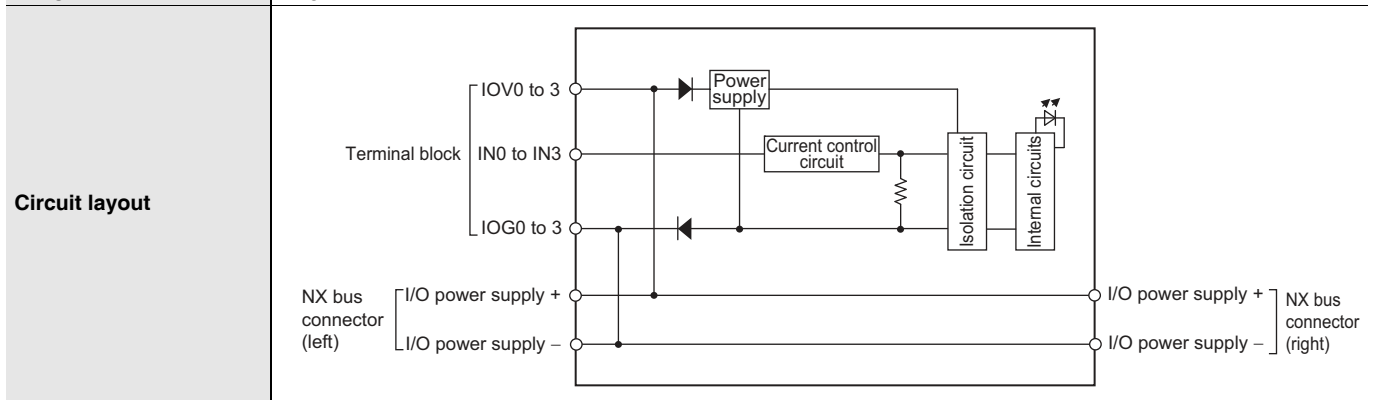 Circuit layout
Terminal block
IOV0 to 3
IN0 to IN3
IOG0 to 3
Power
supply
Current control
circuit
Isolation circuit
Internal circuits
NX bus
connector
(left)
I/O power supply +
I/O power supply –
I/O power supply +
I/O power supply –
NX bus
connector
(right)